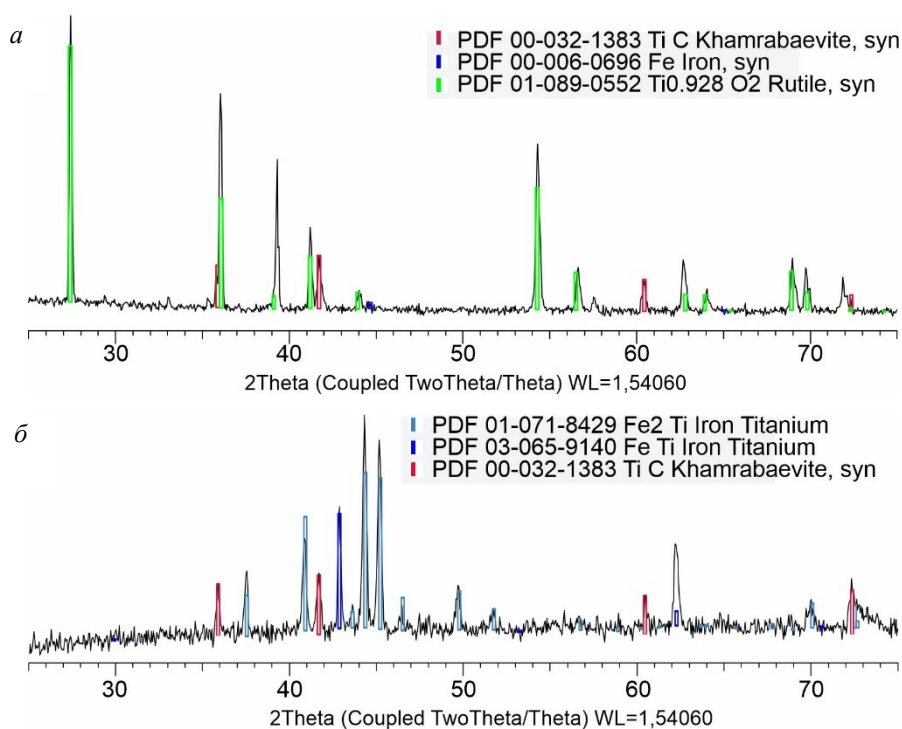 а
PDF 00-032-1383 Ti C Khamrabaevite, syn
PDF 00-006-0696 Fe Iron, syn
PDF 01-089-0552 Ti0.928 O2 Rutile, syn
30 40 50 60 70
2Theta (Coupled TwoTheta/Theta) WL=1,54060
б
PDF 01-071-8429 Fe2 Ti Iron Titanium
PDF 03-065-9140 Fe Ti Iron Titanium
PDF 00-032-1383 Ti C Khamrabaevite, syn
30 40 50 60 70
2Theta (Coupled TwoTheta/Theta) WL=1,54060